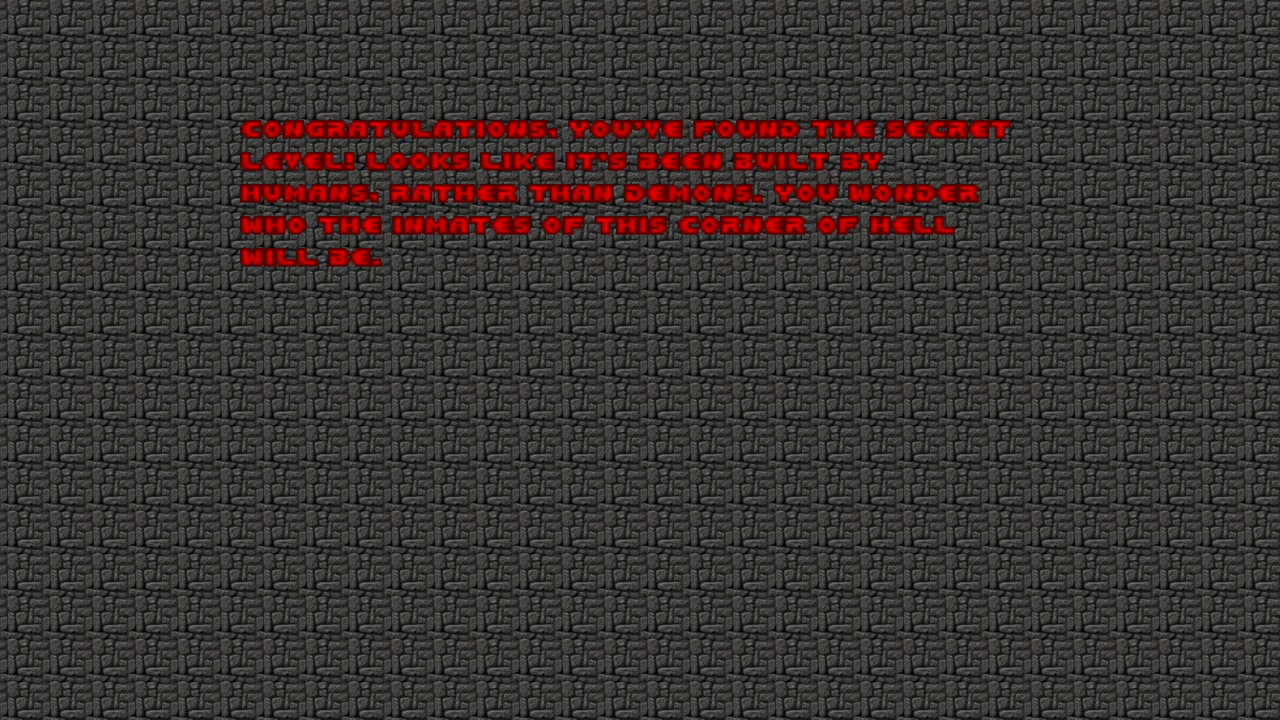 CONGRATULATIONS, YOU'VE FOUND THE SECRET
LEVEL! LOOKS LIKE IT'S BEEN BUILT BY
HUMANS, RATHER THAN DEMONS. YOU WONDER
WHO THE INMATES OF THIS CORNER OF HELL
WILL BE.